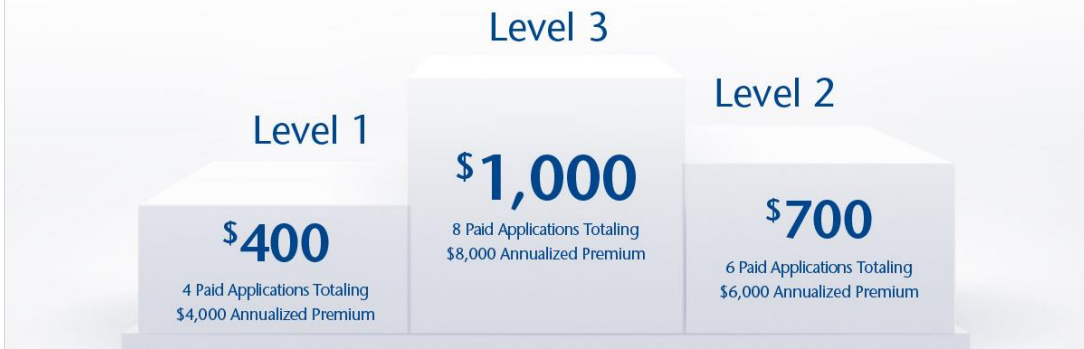 Level 1
$400
4 Paid Applications Totaling
$4,000 Annualized Premium
Level 3
$1,000
8 Paid Applications Totaling
$8,000 Annualized Premium
Level 2
$700
6 Paid Applications Totaling
$6,000 Annualized Premium